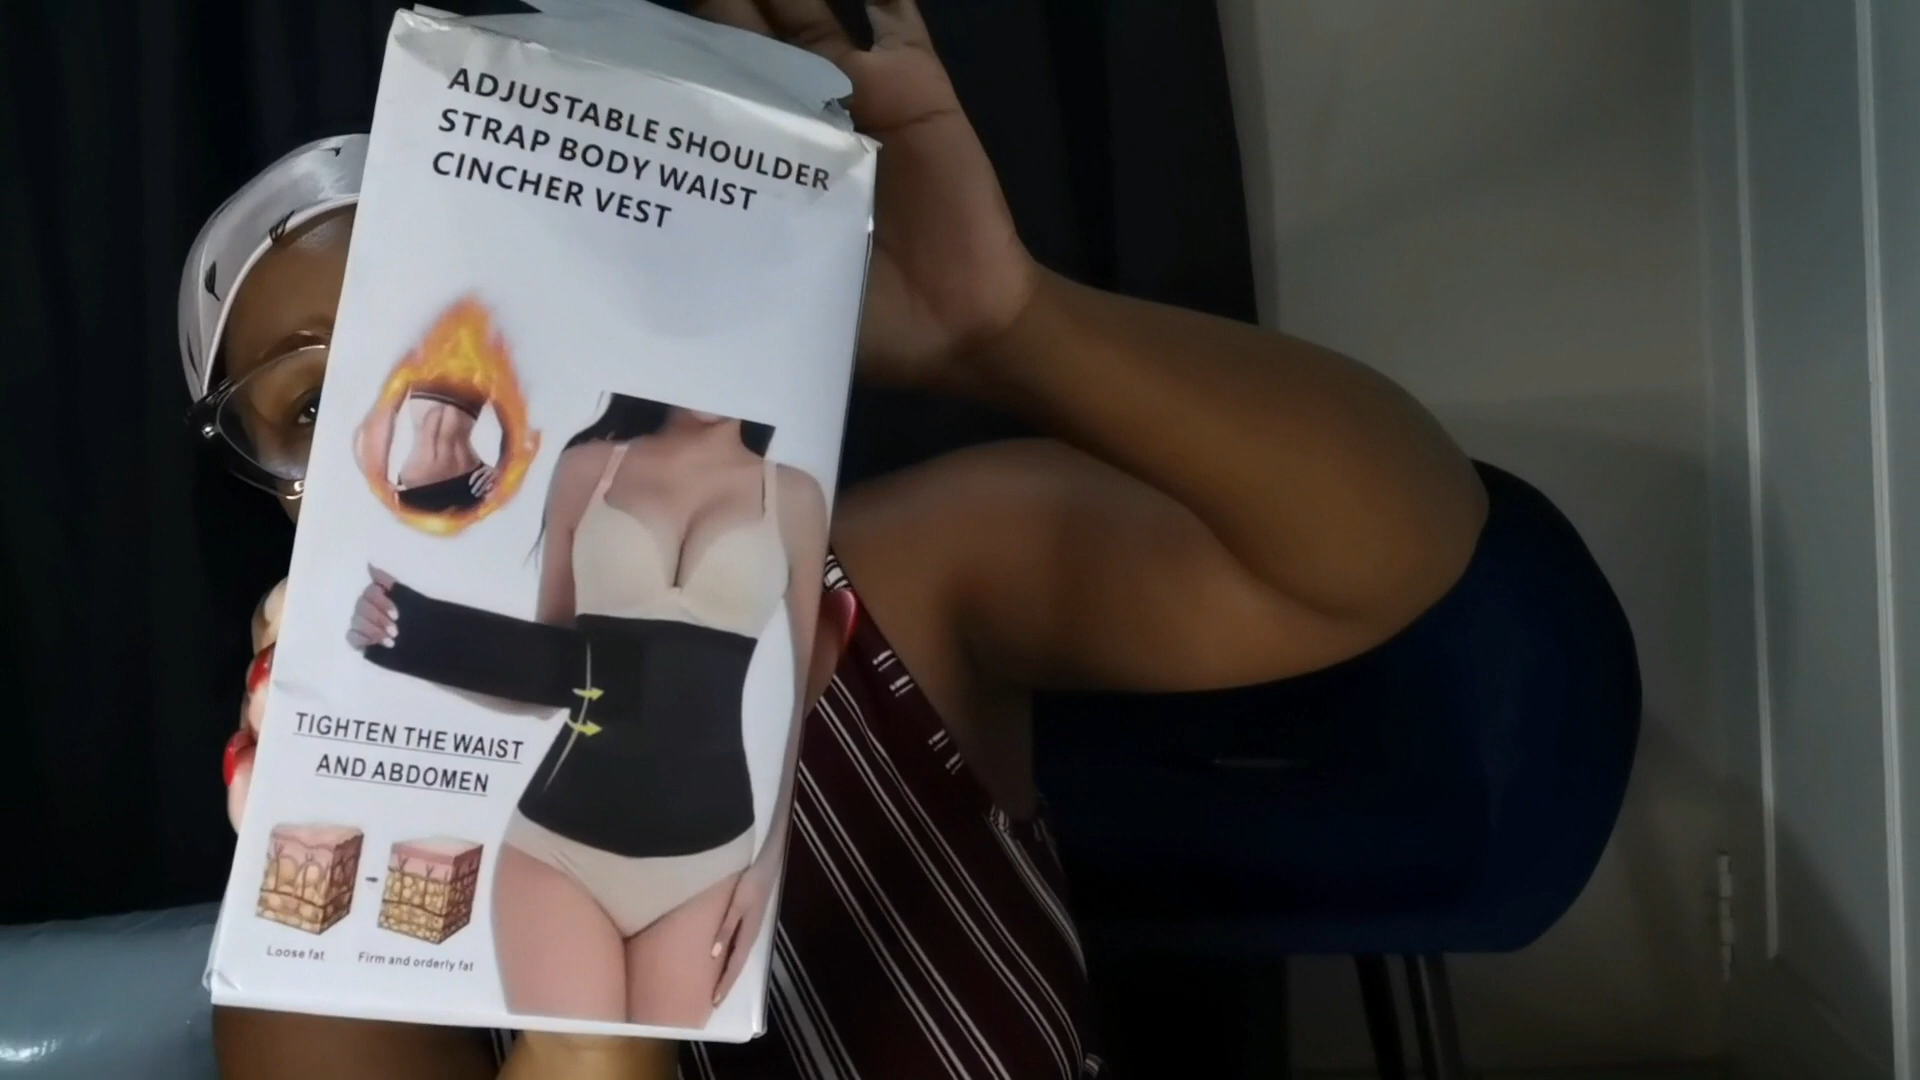 ADJUSTABLE SHOULDER
STRAP BODY WAIST
CINCHER VEST
TIGHTEN THE WAIST
AND ABDOMEN
Loose fat
Firm and orderly fat